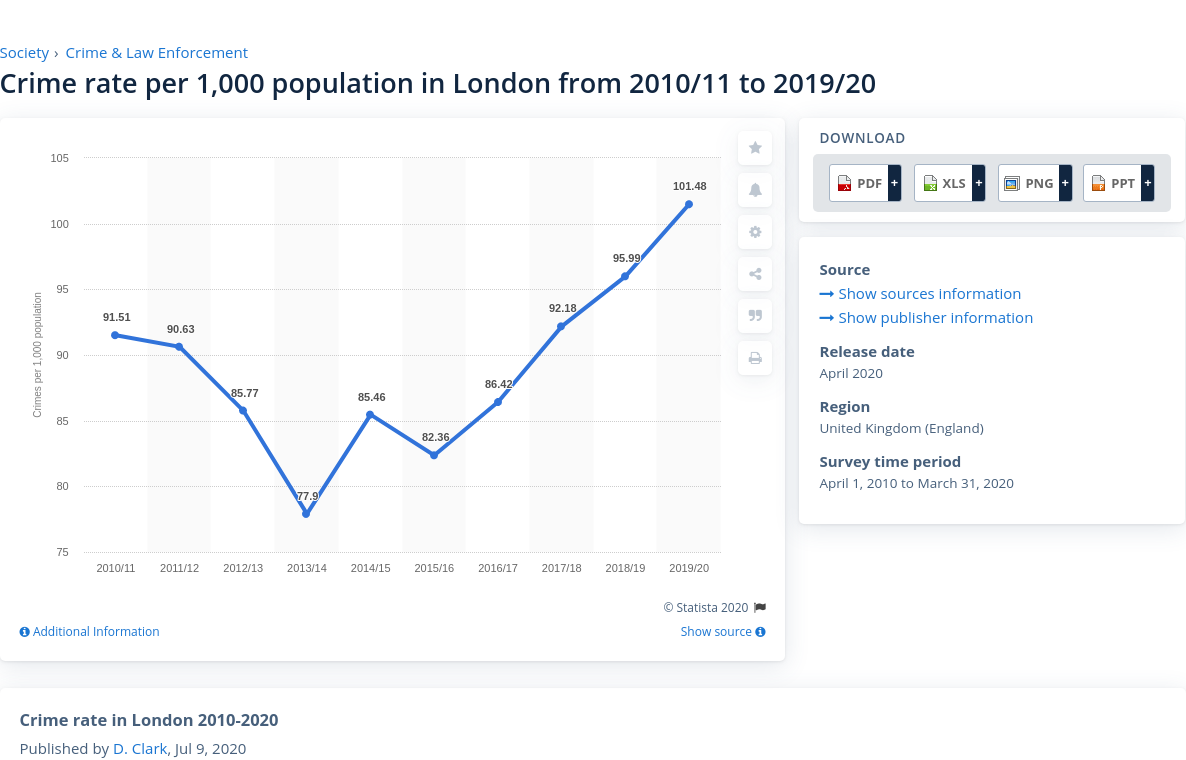 Society › Crime & Law Enforcement
Crime rate per 1,000 population in London from 2010/11 to 2019/20
Crimes per 1,000 population
105
100
95
90
85
80
75
91.51
90.63
85.77
77.9
85.46
82.36
86.42
92.18
95.99
101.48
2010/11 2011/12 2012/13 2013/14 2014/15 2015/16 2016/17 2017/18 2018/19 2019/20
© Statista 2020
Additional Information
Show source
DOWNLOAD
PDF + XLS + PNG + PPT +
Source
Show sources information
Show publisher information
Release date
April 2020
Region
United Kingdom (England)
Survey time period
April 1, 2010 to March 31, 2020
Crime rate in London 2010-2020
Published by D. Clark, Jul 9, 2020